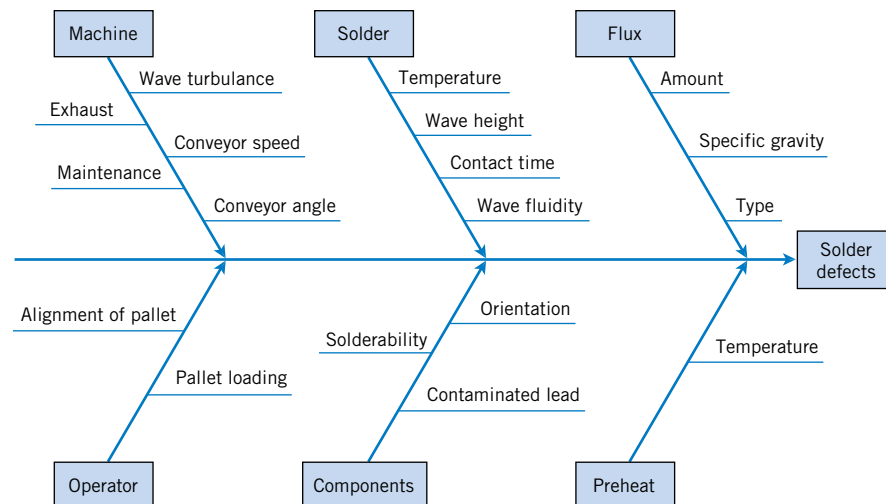 Machine
Solder
Flux
Wave turbulance
Temperature
Amount
Exhaust
Wave height
Conveyor speed
Specific gravity
Contact time
Maintenance
Conveyor angle
Wave fluidity
Type
Solder
defects
Alignment of pallet
Orientation
Solderability
Temperature
Pallet loading
Contaminated lead
Operator
Components
Preheat